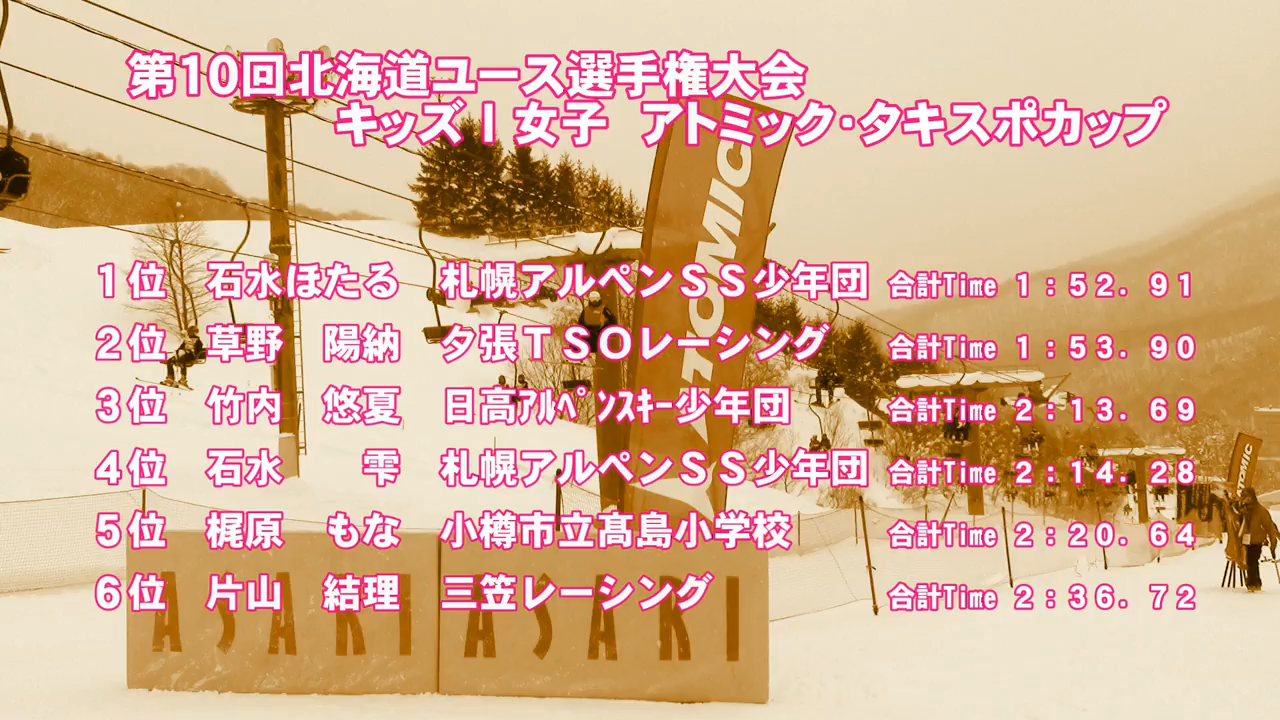 第10回北海道ユース選手権大会
キッズⅠ女子　アトミック・タキスポカップ
１位　石水ほたる　札幌アルペンＳＳ少年団　合計Time １：５２．９１
２位　草野　陽納　夕張ＴＳＯレーシング　合計Time １：５３．９０
３位　竹内　悠夏　日高ｱﾙﾍﾟﾝｽｷｰ少年団　合計Time ２：１３．６９
４位　石水　　雫　札幌アルペンＳＳ少年団　合計Time ２：１４．２８
５位　梶原　もな　小樽市立髙島小学校　合計Time ２：２０．６４
６位　片山　結理　三笠レーシング　合計Time ２：３６．７２
ATOMIC
ATOMIC
ASARI ASARI